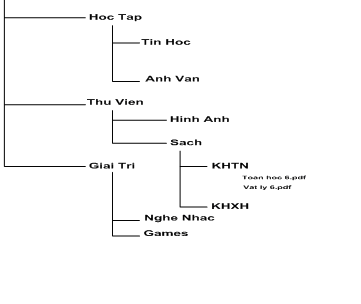 Hoc Tap
Tin Hoc
Anh Van
Thu Vien
Hinh Anh
Sach
Giai Tri
KHTN
Toan hoc 6.pdf
Vat ly 6.pdf
KHXH
Nghe Nhac
Games